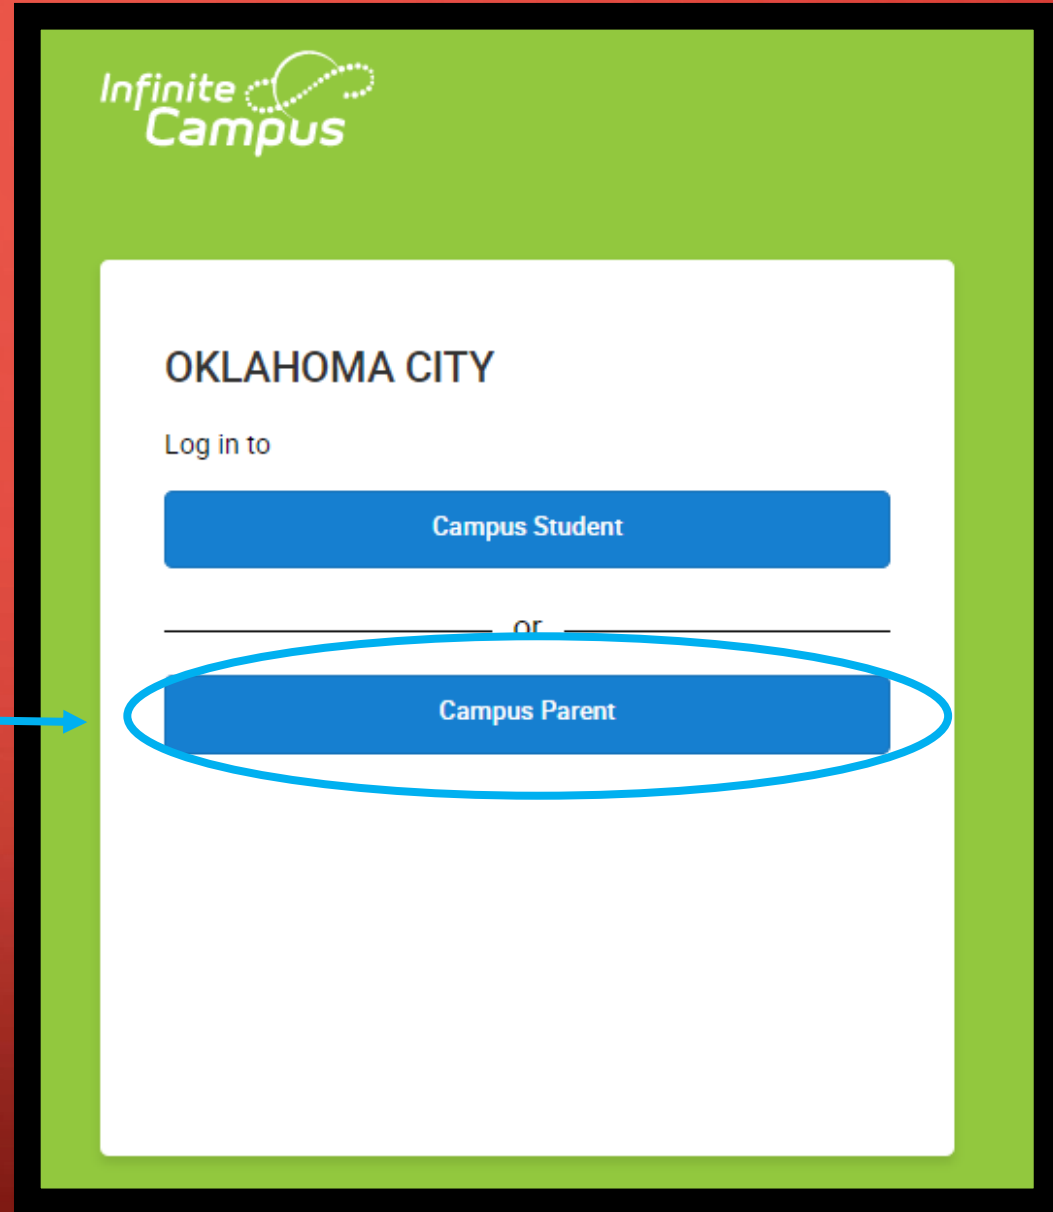 Infinite
Campus
OKLAHOMA CITY
Log in to
Campus Student
or
Campus Parent